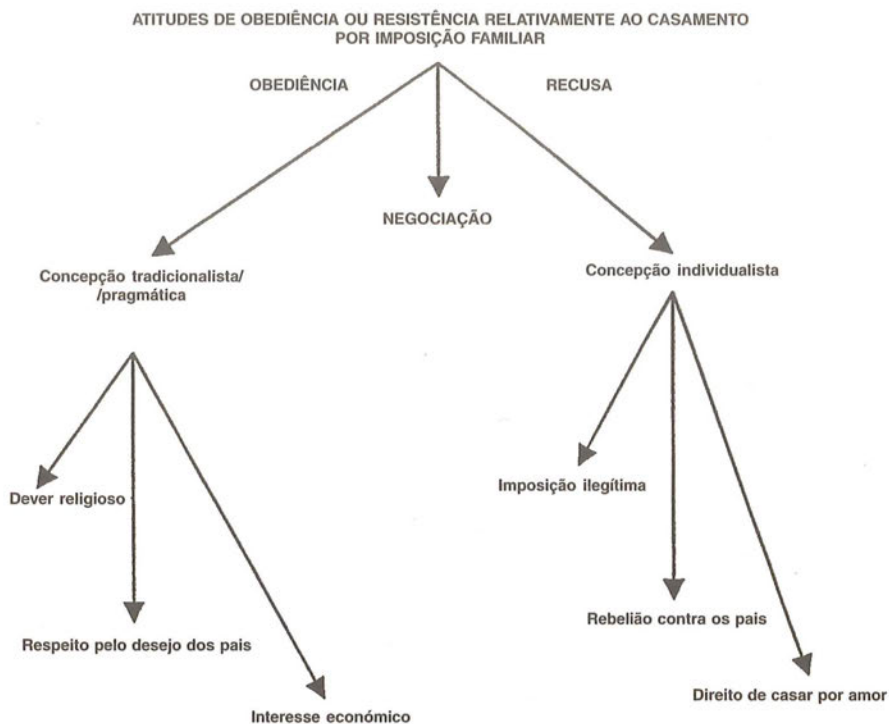 ATITUDES DE OBEDIÊNCIA OU RESISTÊNCIA RELATIVAMENTE AO CASAMENTO
POR IMPOSIÇÃO FAMILIAR
OBEDIÊNCIA
RECUSA
NEGOCIAÇÃO
Concepção tradicionalista/
/pragmática
Concepção individualista
Dever religioso
Imposição ilegítima
Respeito pelo desejo dos pais
Rebelião contra os pais
Interesse económico
Direito de casar por amor